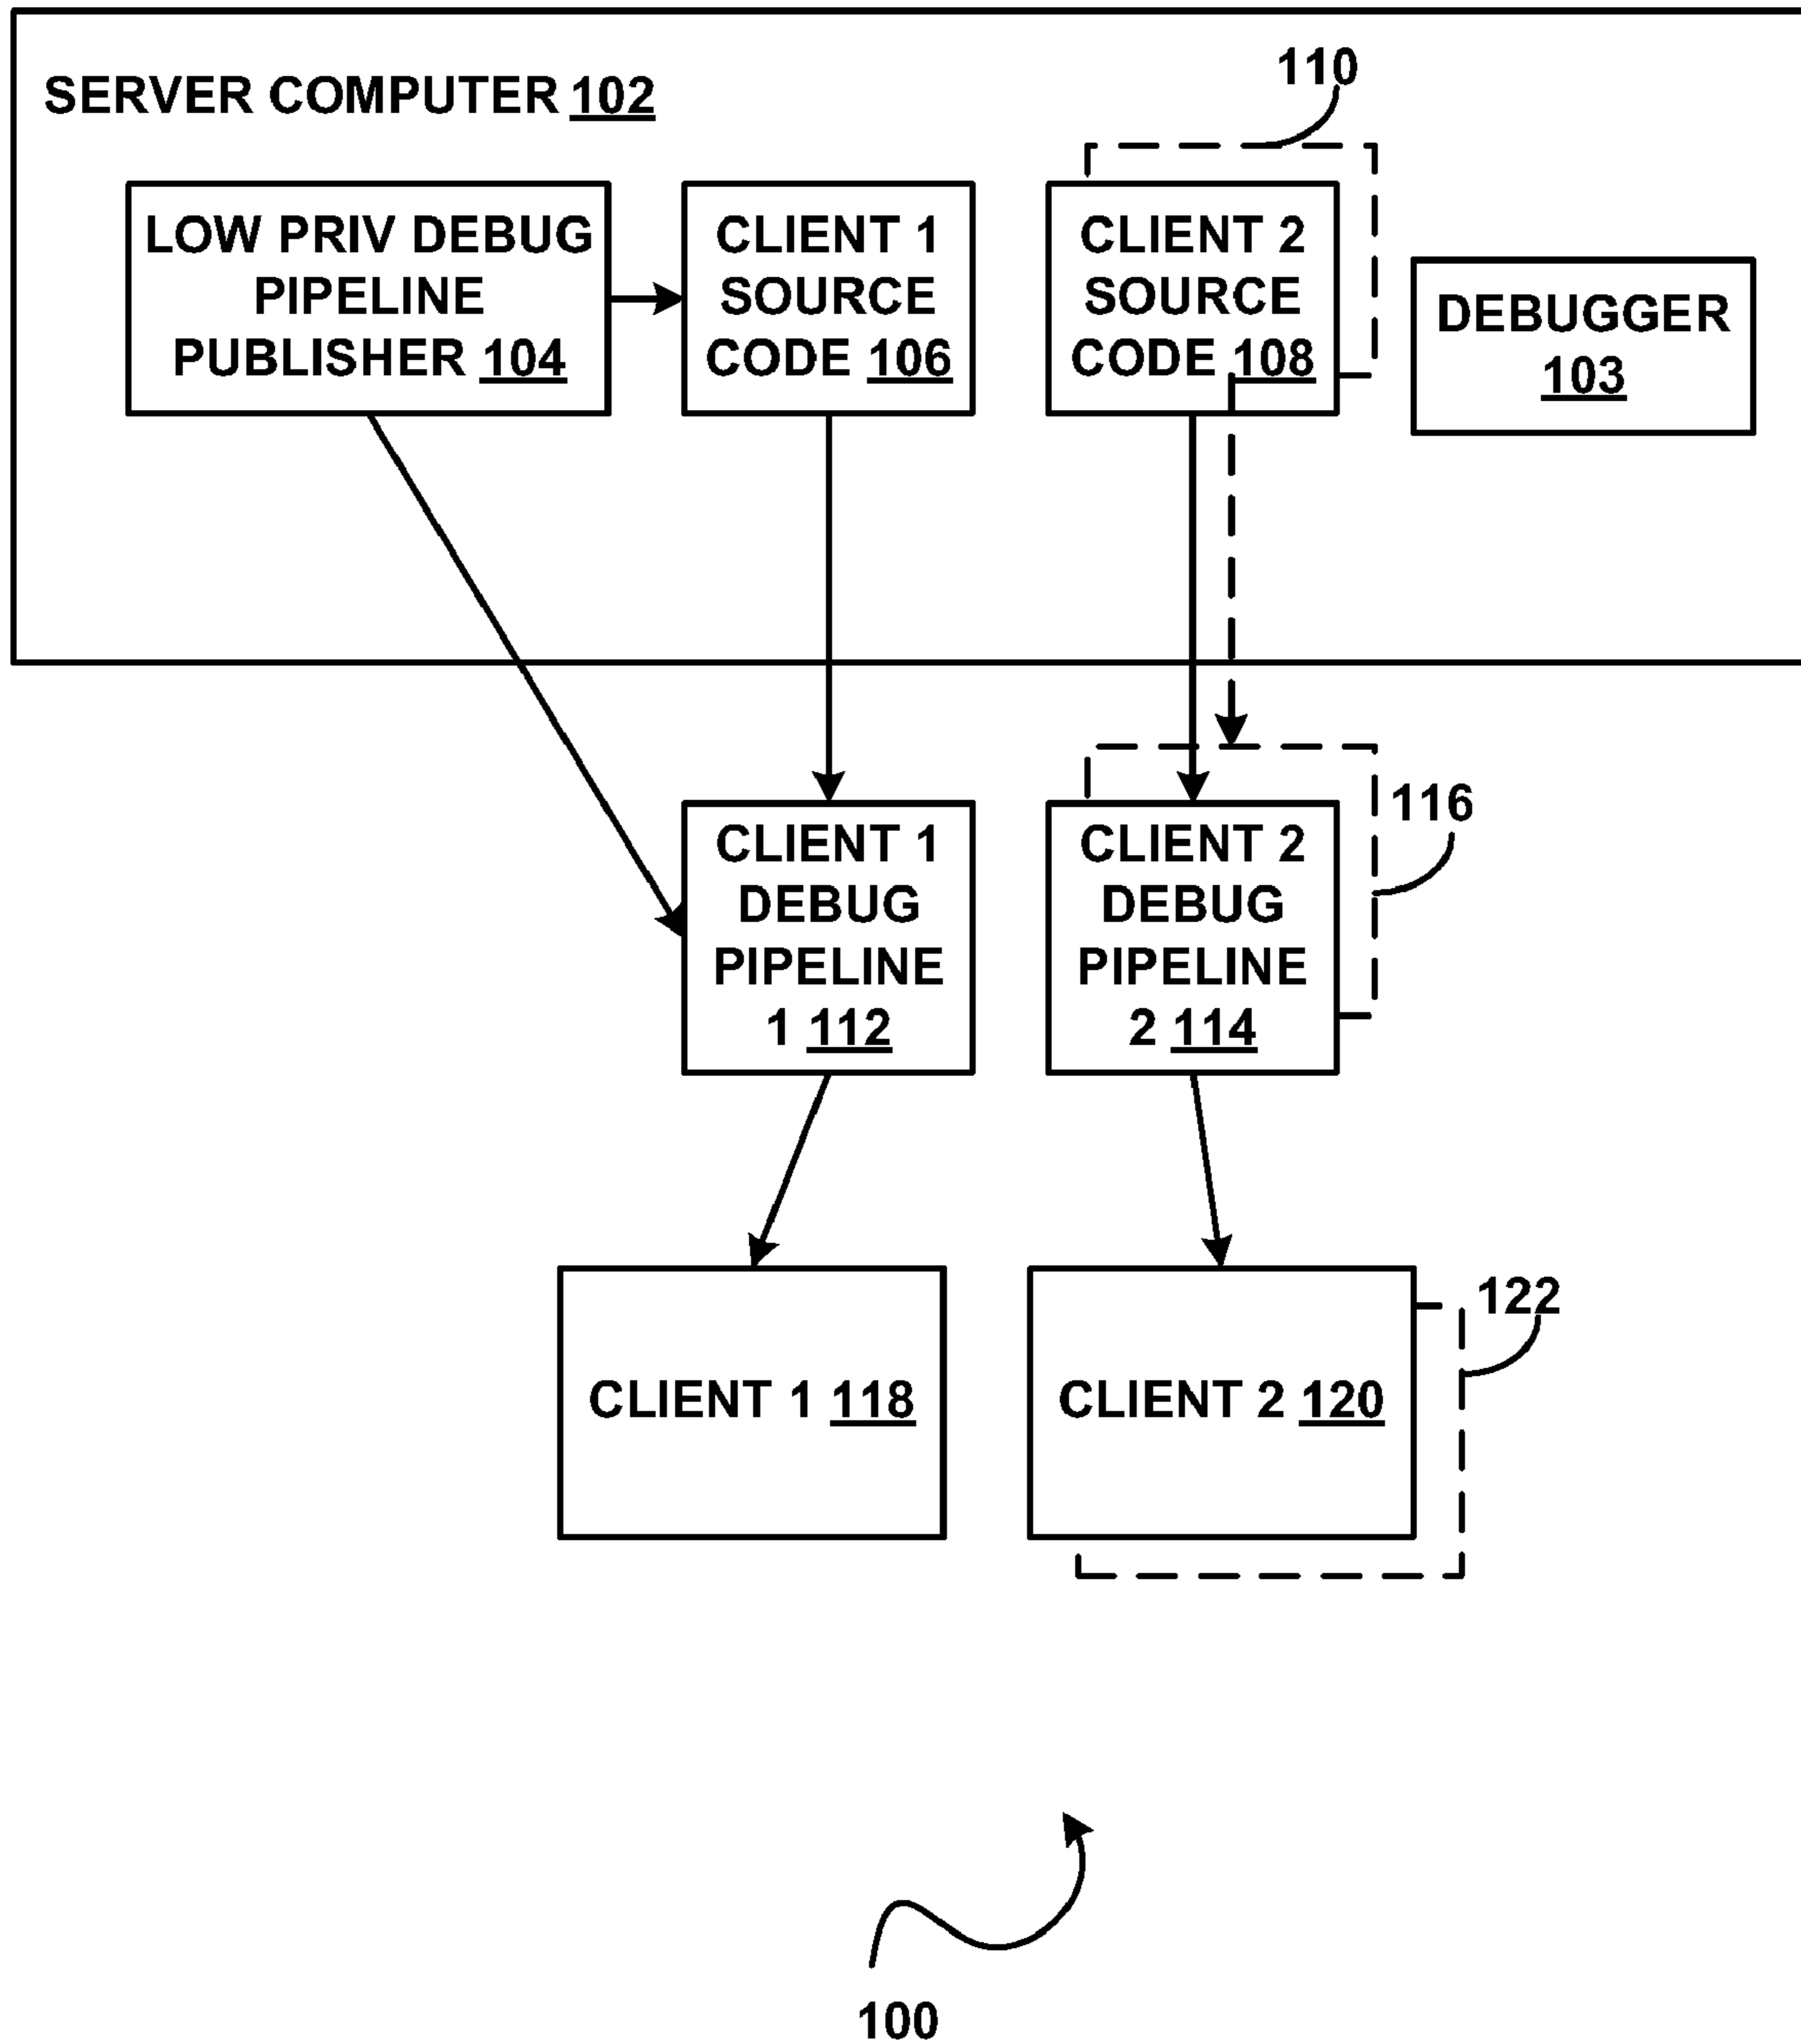 110
SERVER COMPUTER 102
LOW PRIV DEBUG
PIPELINE
PUBLISHER 104
CLIENT 1
SOURCE
CODE 106
CLIENT 2
SOURCE
CODE 108
DEBUGGER
103
CLIENT 1
DEBUG
PIPELINE
1 112
CLIENT 2
DEBUG
PIPELINE
2 114
116
CLIENT 1 118
CLIENT 2 120
122
100